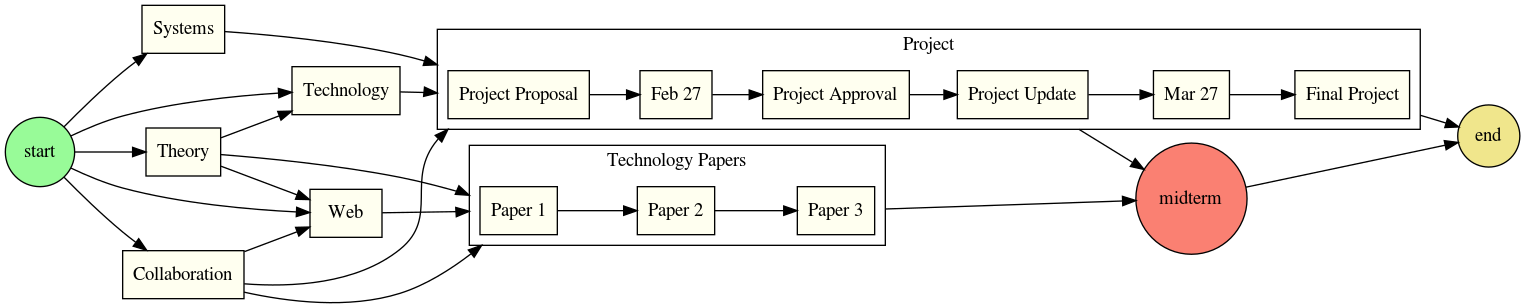 start
Systems
Technology
Theory
Web
Collaboration
Project
Project Proposal
Feb 27
Project Approval
Project Update
Mar 27
Final Project
Technology Papers
Paper 1
Paper 2
Paper 3
midterm
end